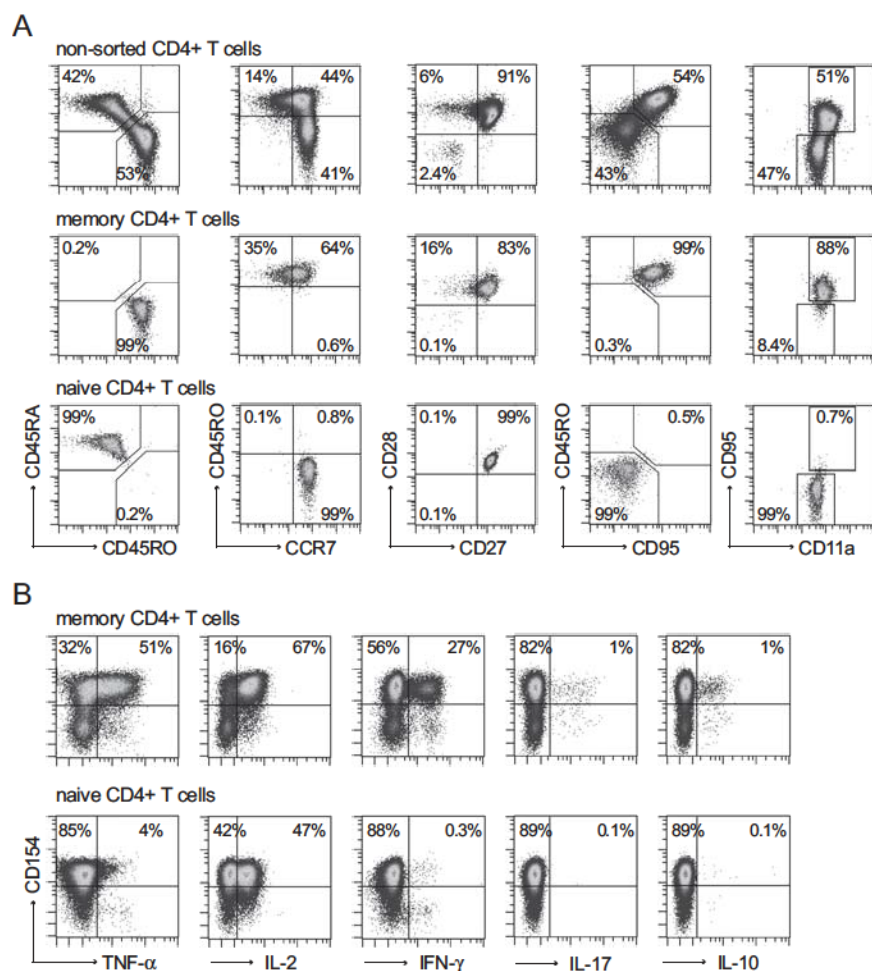 A
non-sorted CD4+ T cells
42% 14% 44% 6% 91% 54% 51%
53% 41% 2.4% 43% 47%
memory CD4+ T cells
0.2% 35% 64% 16% 83% 99% 88%
99% 0.6% 0.1% 0.3% 8.4%
naive CD4+ T cells
99% 0.1% 0.8% 0.1% 99% 0.5% 0.7%
0.2% 99% 0.1% 99% 99%
CD45RA CD45RO CD28 CD45RO CD95
CD45RO CCR7 CD27 CD95 CD11a
B
memory CD4+ T cells
32% 51% 16% 67% 56% 27% 82% 1% 82% 1%
naive CD4+ T cells
85% 4% 42% 47% 88% 0.3% 89% 0.1% 89% 0.1%
CD154
TNF-α IL-2 IFN-γ IL-17 IL-10